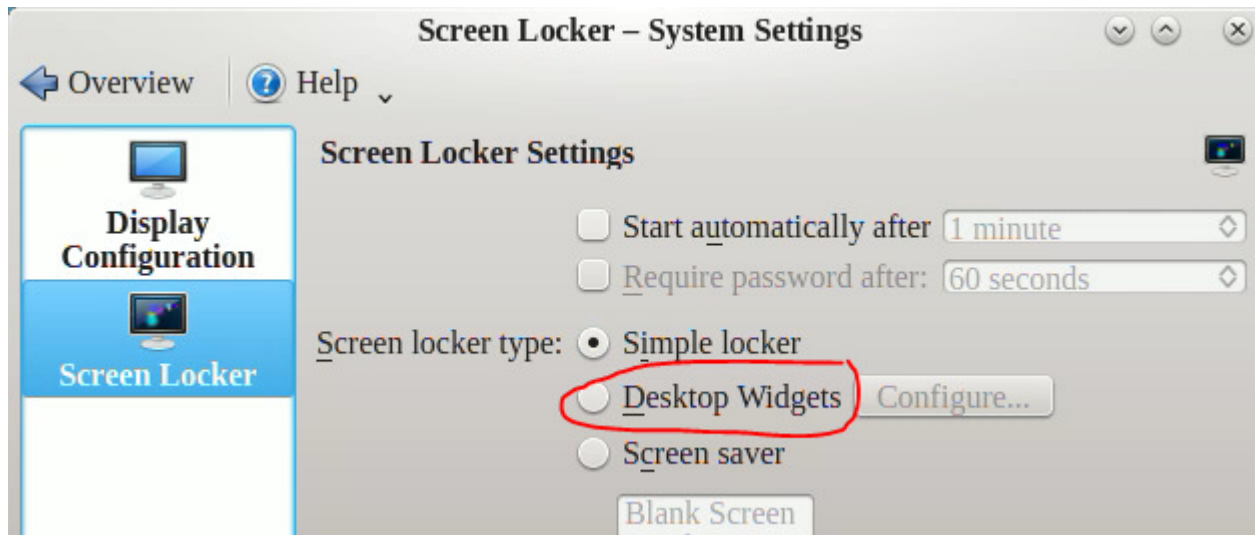 Screen Locker – System Settings
Overview Help
Screen Locker Settings
Display
Configuration
Screen Locker
Start automatically after 1 minute
Require password after: 60 seconds
Screen locker type: Simple locker
Desktop Widgets Configure...
Screen saver
Blank Screen